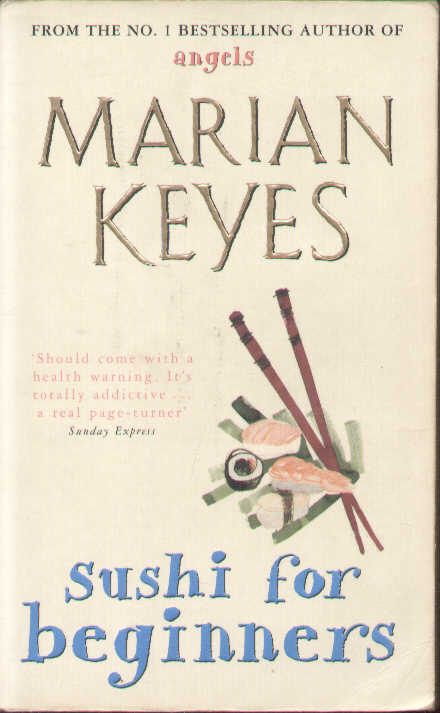 FROM THE NO. 1 BESTSELLING AUTHOR OF
angels
MARIAN
KEYES
'Should come with a
health warning. It's
totally addictive ...
a real page-turner'
Sunday Express
sushi for
beginners